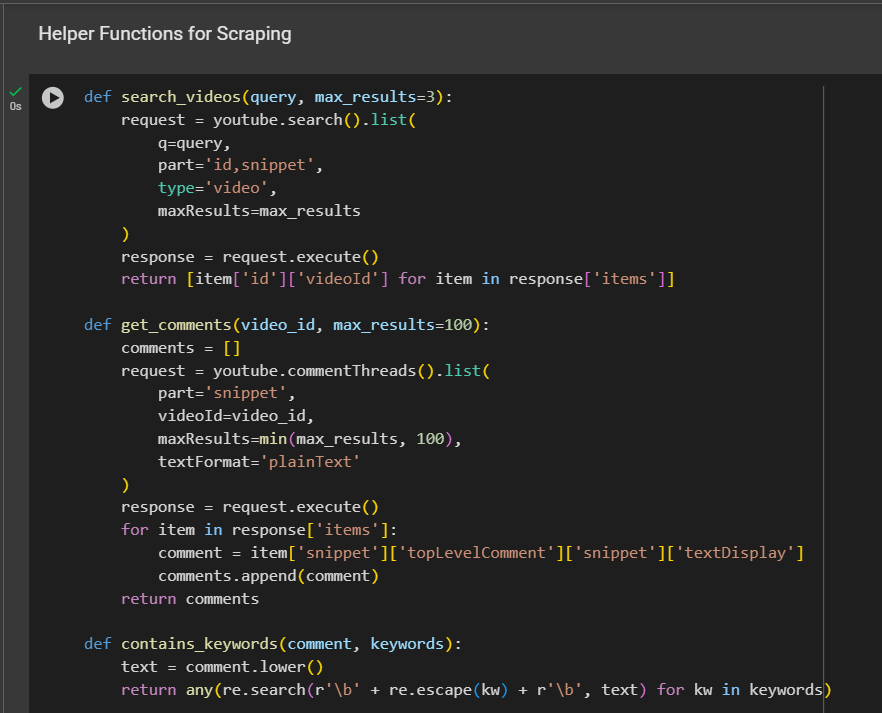 Helper Functions for Scraping
0s
def search_videos(query, max_results=3):
    request = youtube.search().list(
        q=query,
        part='id,snippet',
        type='video',
        maxResults=max_results
    )
    response = request.execute()
    return [item['id']['videoId'] for item in response['items']]

def get_comments(video_id, max_results=100):
    comments = []
    request = youtube.commentThreads().list(
        part='snippet',
        videoId=video_id,
        maxResults=min(max_results, 100),
        textFormat='plainText'
    )
    response = request.execute()
    for item in response['items']:
        comment = item['snippet']['topLevelComment']['snippet']['textDisplay']
        comments.append(comment)
    return comments

def contains_keywords(comment, keywords):
    text = comment.lower()
    return any(re.search(r'\b' + re.escape(kw) + r'\b', text) for kw in keywords)